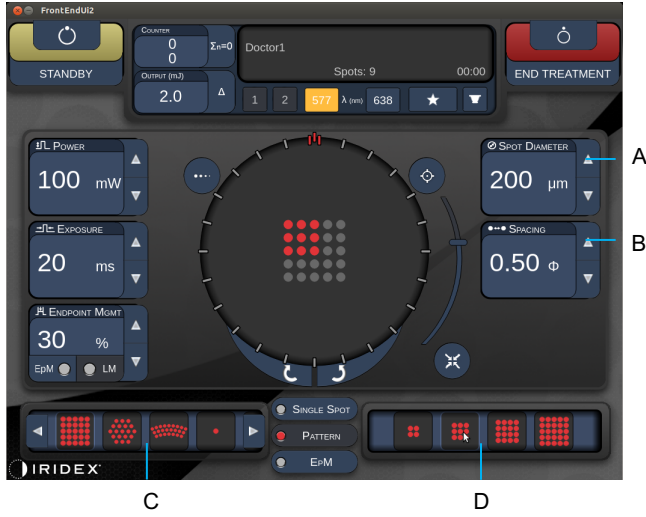 FrontEndUi2
STANDBY
COUNTER
0
0
Σn=0
OUTPUT (mJ)
2.0
Δ
Doctor1
Spots: 9 00:00
1 2 577 λ (nm) 638
END TREATMENT
POWER
100 mW
EXPOSURE
20 ms
ENDPOINT MGMT
30 %
EpM LM
SPOT DIAMETER
200 μm
A
SPACING
0.50 Φ
B
SINGLE SPOT
PATTERN
EPM
IRIDEX
C
D